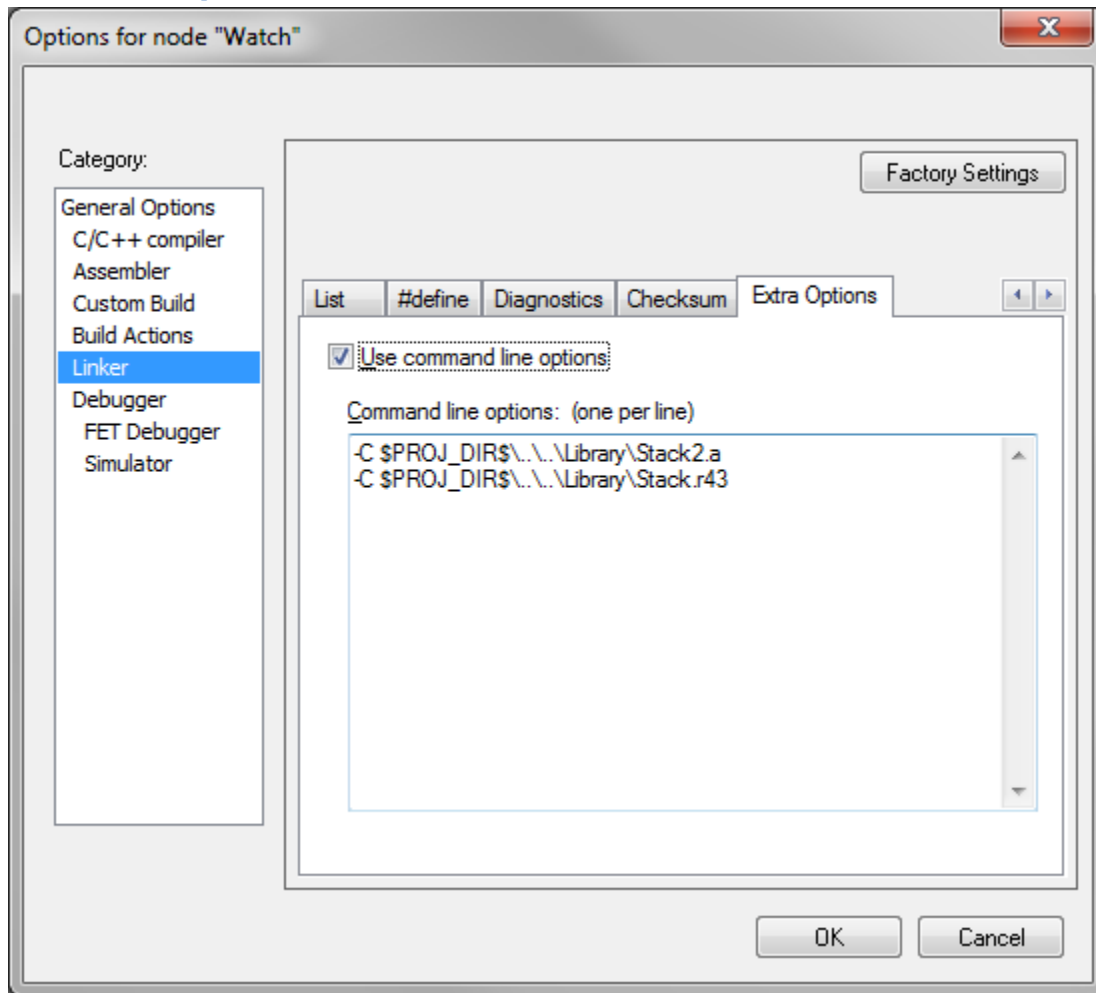 Options for node "Watch"
x
Category:
General Options
C/C++ compiler
Assembler
Custom Build
Build Actions
Linker
Debugger
FET Debugger
Simulator
Factory Settings
List #define Diagnostics Checksum Extra Options
Use command line options
Command line options: (one per line)
-C $PROJ_DIR$\..\..\Library\Stack2.a
-C $PROJ_DIR$\..\..\Library\Stack.r43
OK Cancel